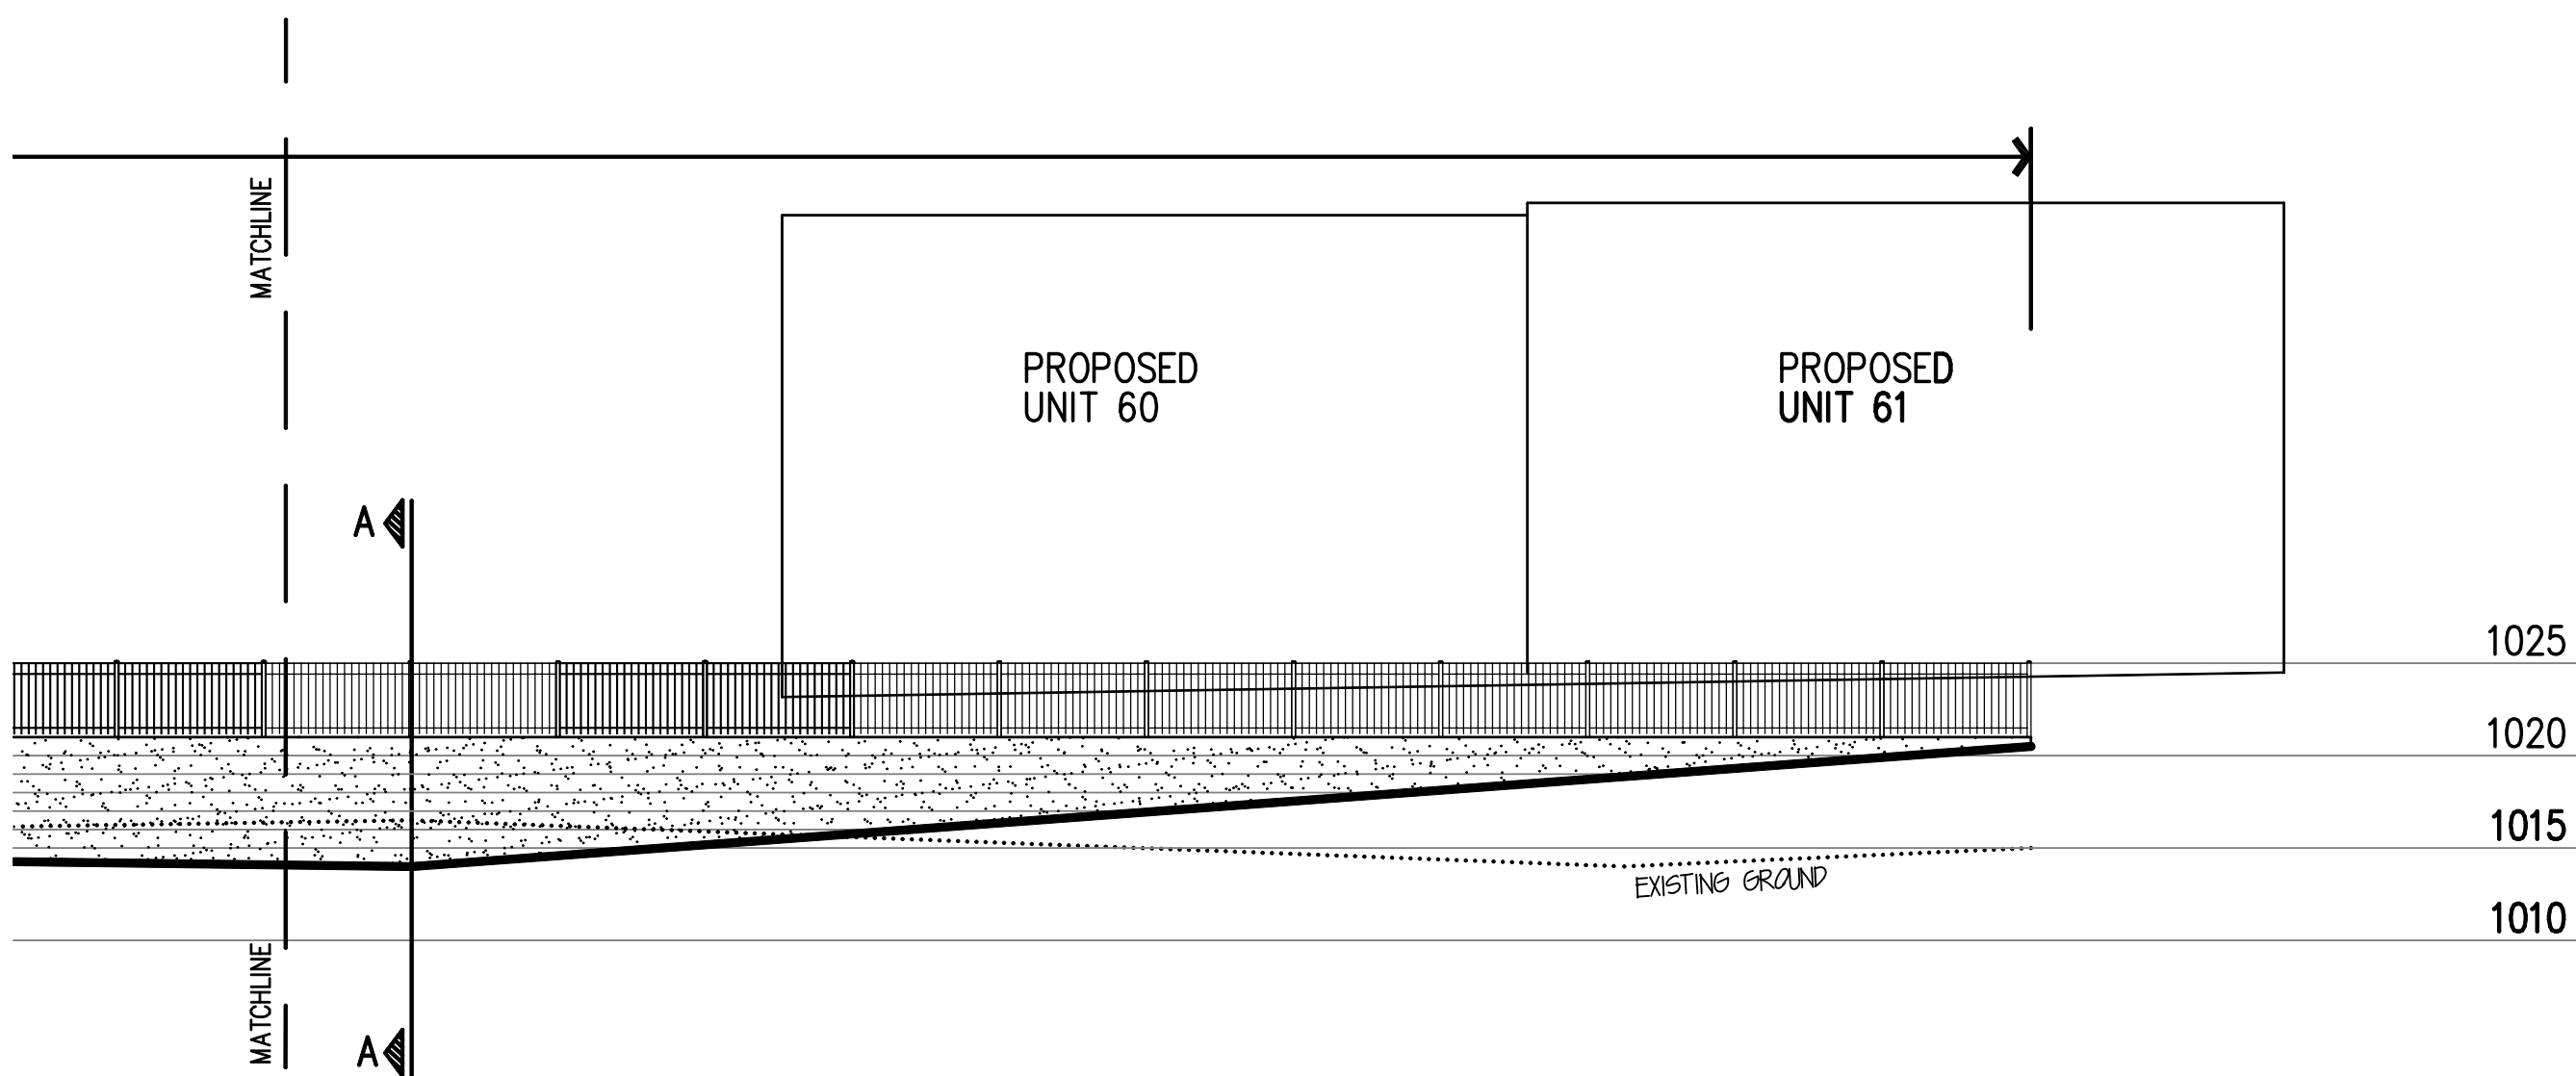 MATCHLINE
PROPOSED
UNIT 60
PROPOSED
UNIT 61
A
1025
1020
1015
EXISTING GROUND
1010
MATCHLINE
A